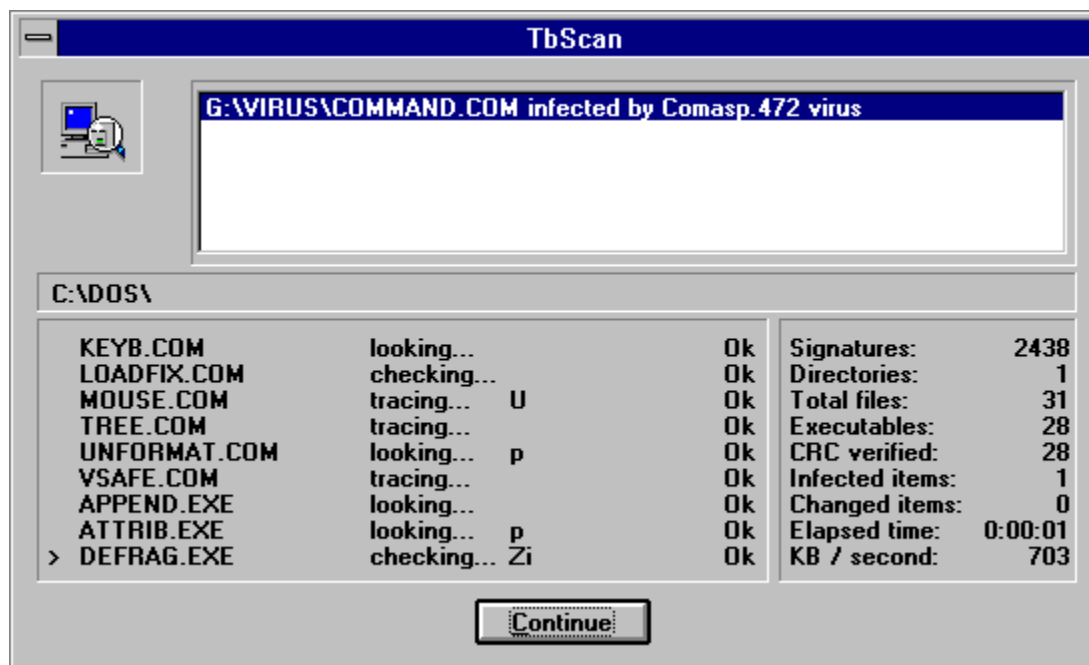 TbScan
G:\VIRUS\COMMAND.COM infected by Comasp.472 virus
C:\DOS\
KEYB.COM looking... Ok
LOADFIX.COM checking... Ok
MOUSE.COM tracing... U Ok
TREE.COM tracing... Ok
UNFORMAT.COM looking... p Ok
VSAFE.COM tracing... Ok
APPEND.EXE looking... Ok
ATTRIB.EXE looking... p Ok
> DEFRAG.EXE checking... Zi Ok
Signatures: 2438
Directories: 1
Total files: 31
Executables: 28
CRC verified: 28
Infected items: 1
Changed items: 0
Elapsed time: 0:00:01
KB / second: 703
Continue